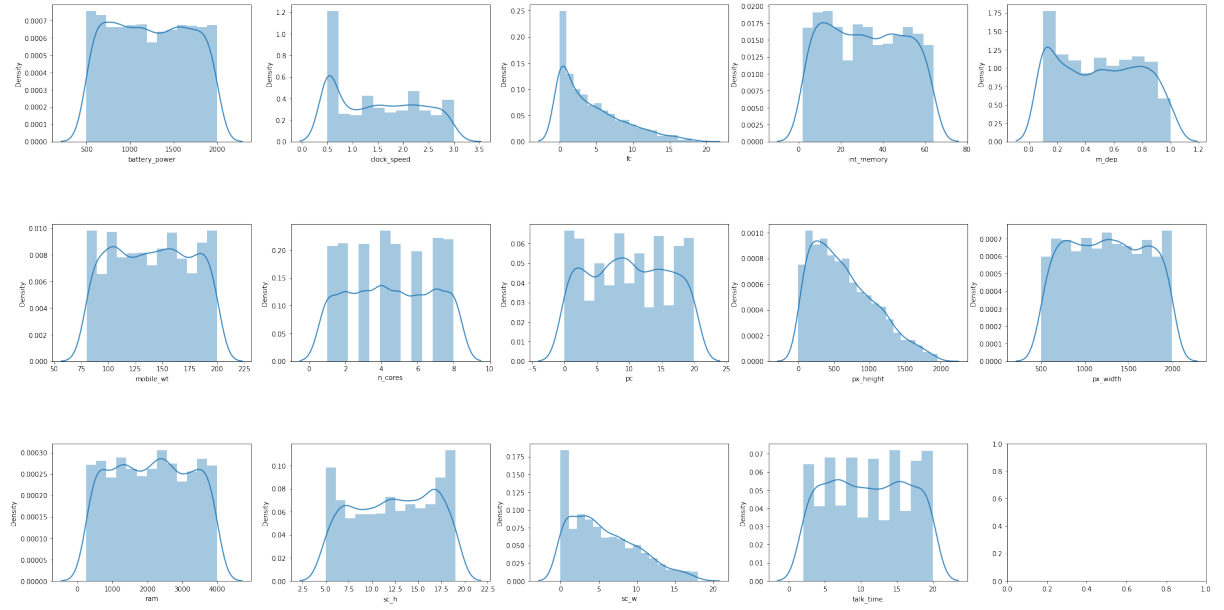 0.0007
0.0006
0.0005
0.0004
0.0003
0.0002
0.0001
0.0000
Density
500 1000 1500 2000
battery_power
1.2
1.0
0.8
0.6
0.4
0.2
0.0
Density
0.0 0.5 1.0 1.5 2.0 2.5 3.0 3.5
clock_speed
0.25
0.20
0.15
0.10
0.05
0.00
Density
0 5 10 15 20
fc
0.0200
0.0175
0.0150
0.0125
0.0100
0.0075
0.0050
0.0025
0.0000
Density
0 20 40 60 80
int_memory
1.75
1.50
1.25
1.00
0.75
0.50
0.25
0.00
Density
0.0 0.2 0.4 0.6 0.8 1.0 1.2
m_dep
0.010
0.008
0.006
0.004
0.002
0.000
Density
50 75 100 125 150 175 200 225
mobile_wt
0.20
0.15
0.10
0.05
0.00
Density
0 2 4 6 8 10
n_cores
0.06
0.05
0.04
0.03
0.02
0.01
0.00
Density
−5 0 5 10 15 20 25
pc
0.0010
0.0008
0.0006
0.0004
0.0002
0.0000
Density
0 500 1000 1500 2000
px_height
0.0007
0.0006
0.0005
0.0004
0.0003
0.0002
0.0001
0.0000
Density
500 1000 1500 2000
px_width
0.00030
0.00025
0.00020
0.00015
0.00010
0.00005
0.00000
Density
0 1000 2000 3000 4000
ram
0.10
0.08
0.06
0.04
0.02
0.00
Density
2.5 5.0 7.5 10.0 12.5 15.0 17.5 20.0 22.5
sc_h
0.175
0.150
0.125
0.100
0.075
0.050
0.025
0.000
Density
0 5 10 15 20
sc_w
0.07
0.06
0.05
0.04
0.03
0.02
0.01
0.00
Density
0 5 10 15 20
talk_time
1.0
0.8
0.6
0.4
0.2
0.0
0.0 0.2 0.4 0.6 0.8 1.0